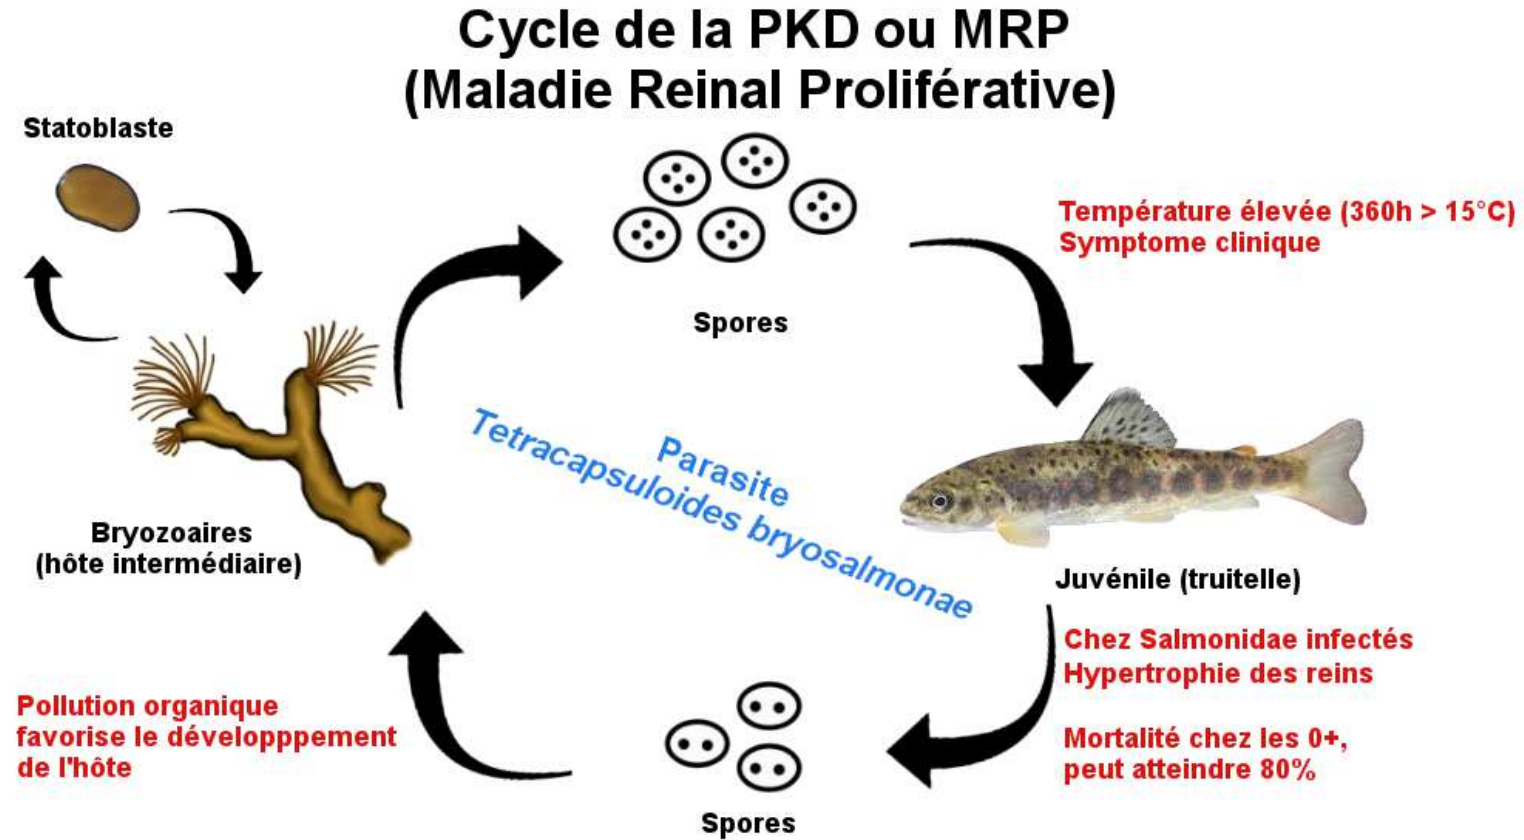 Cycle de la PKD ou MRP
(Maladie Reinal Proliférative)
Statoblaste
Température élevée (360h > 15°C)
Symptome clinique
Spores
Parasite
Tetracapsuloides bryosalmonae
Bryozoaires
(hôte intermédiaire)
Juvénile (truitelle)
Chez Salmonidae infectés
Hypertrophie des reins
Mortalité chez les 0+,
peut atteindre 80%
Pollution organique
favorise le développpement
de l'hôte
Spores